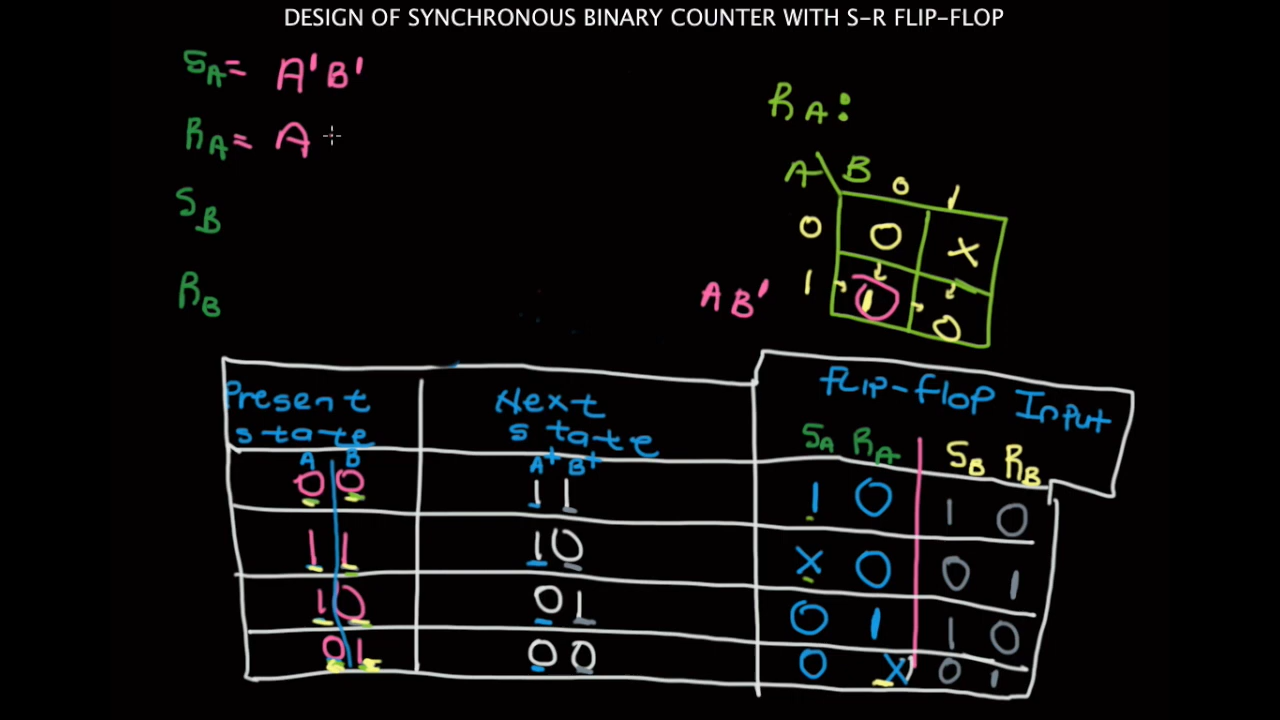 DESIGN OF SYNCHRONOUS BINARY COUNTER WITH S-R FLIP-FLOP
SA= A'B'
RA= A
SB
RB
RA:
A B 0 1
0 0 X
1 1 0
AB'
Present state
Next state
FLIP-FLOP Input
A B A+ B+ SA RA SB RB
0 0 1 1 1 0 1 0
1 1 1 0 X 0 0 1
1 0 0 1 0 1 1 0
0 1 0 0 0 X 0 1